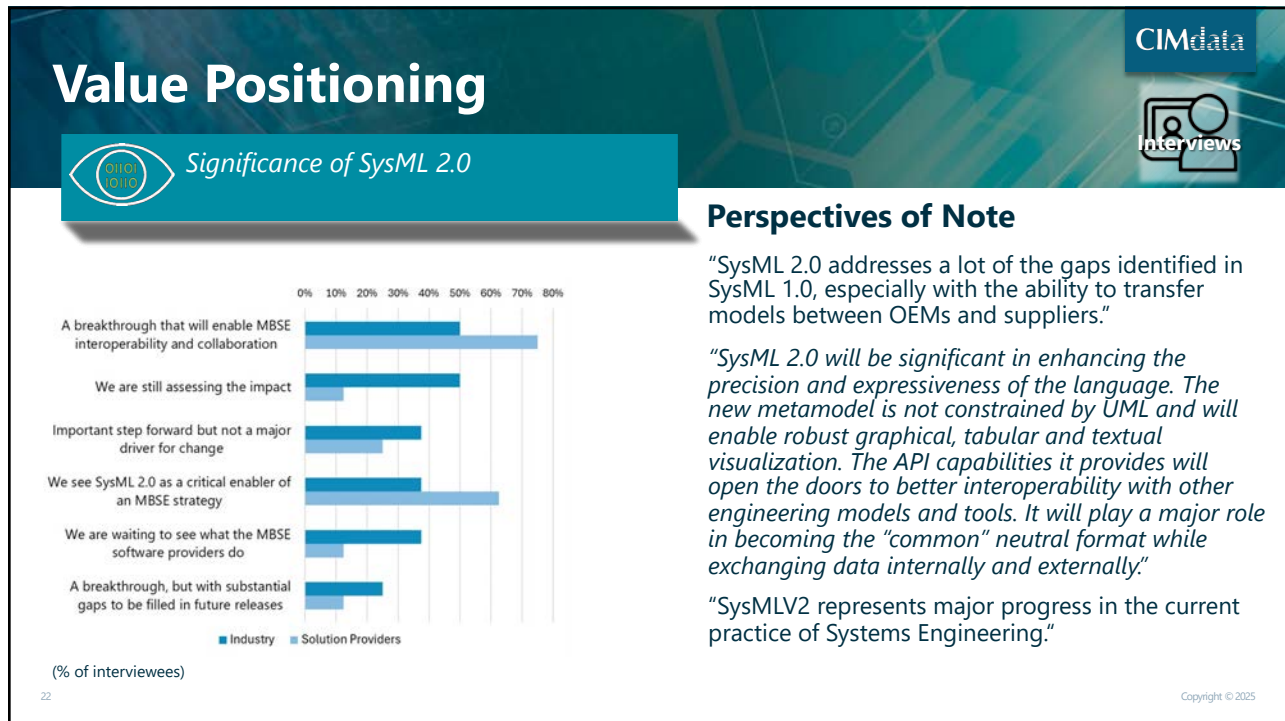 CIMdata
Value Positioning
Interviews
01101
10110
Significance of SysML 2.0
Perspectives of Note
“SysML 2.0 addresses a lot of the gaps identified in
SysML 1.0, especially with the ability to transfer
models between OEMs and suppliers.”
“SysML 2.0 will be significant in enhancing the
precision and expressiveness of the language. The
new metamodel is not constrained by UML and will
enable robust graphical, tabular and textual
visualization. The API capabilities it provides will
open the doors to better interoperability with other
engineering models and tools. It will play a major role
in becoming the “common” neutral format while
exchanging data internally and externally.”
“SysMLV2 represents major progress in the current
practice of Systems Engineering.“
0% 10% 20% 30% 40% 50% 60% 70% 80%
A breakthrough that will enable MBSE
interoperability and collaboration
We are still assessing the impact
Important step forward but not a major
driver for change
We see SysML 2.0 as a critical enabler of
an MBSE strategy
We are waiting to see what the MBSE
software providers do
A breakthrough, but with substantial
gaps to be filled in future releases
Industry Solution Providers
(% of interviewees)
22
Copyright © 2025